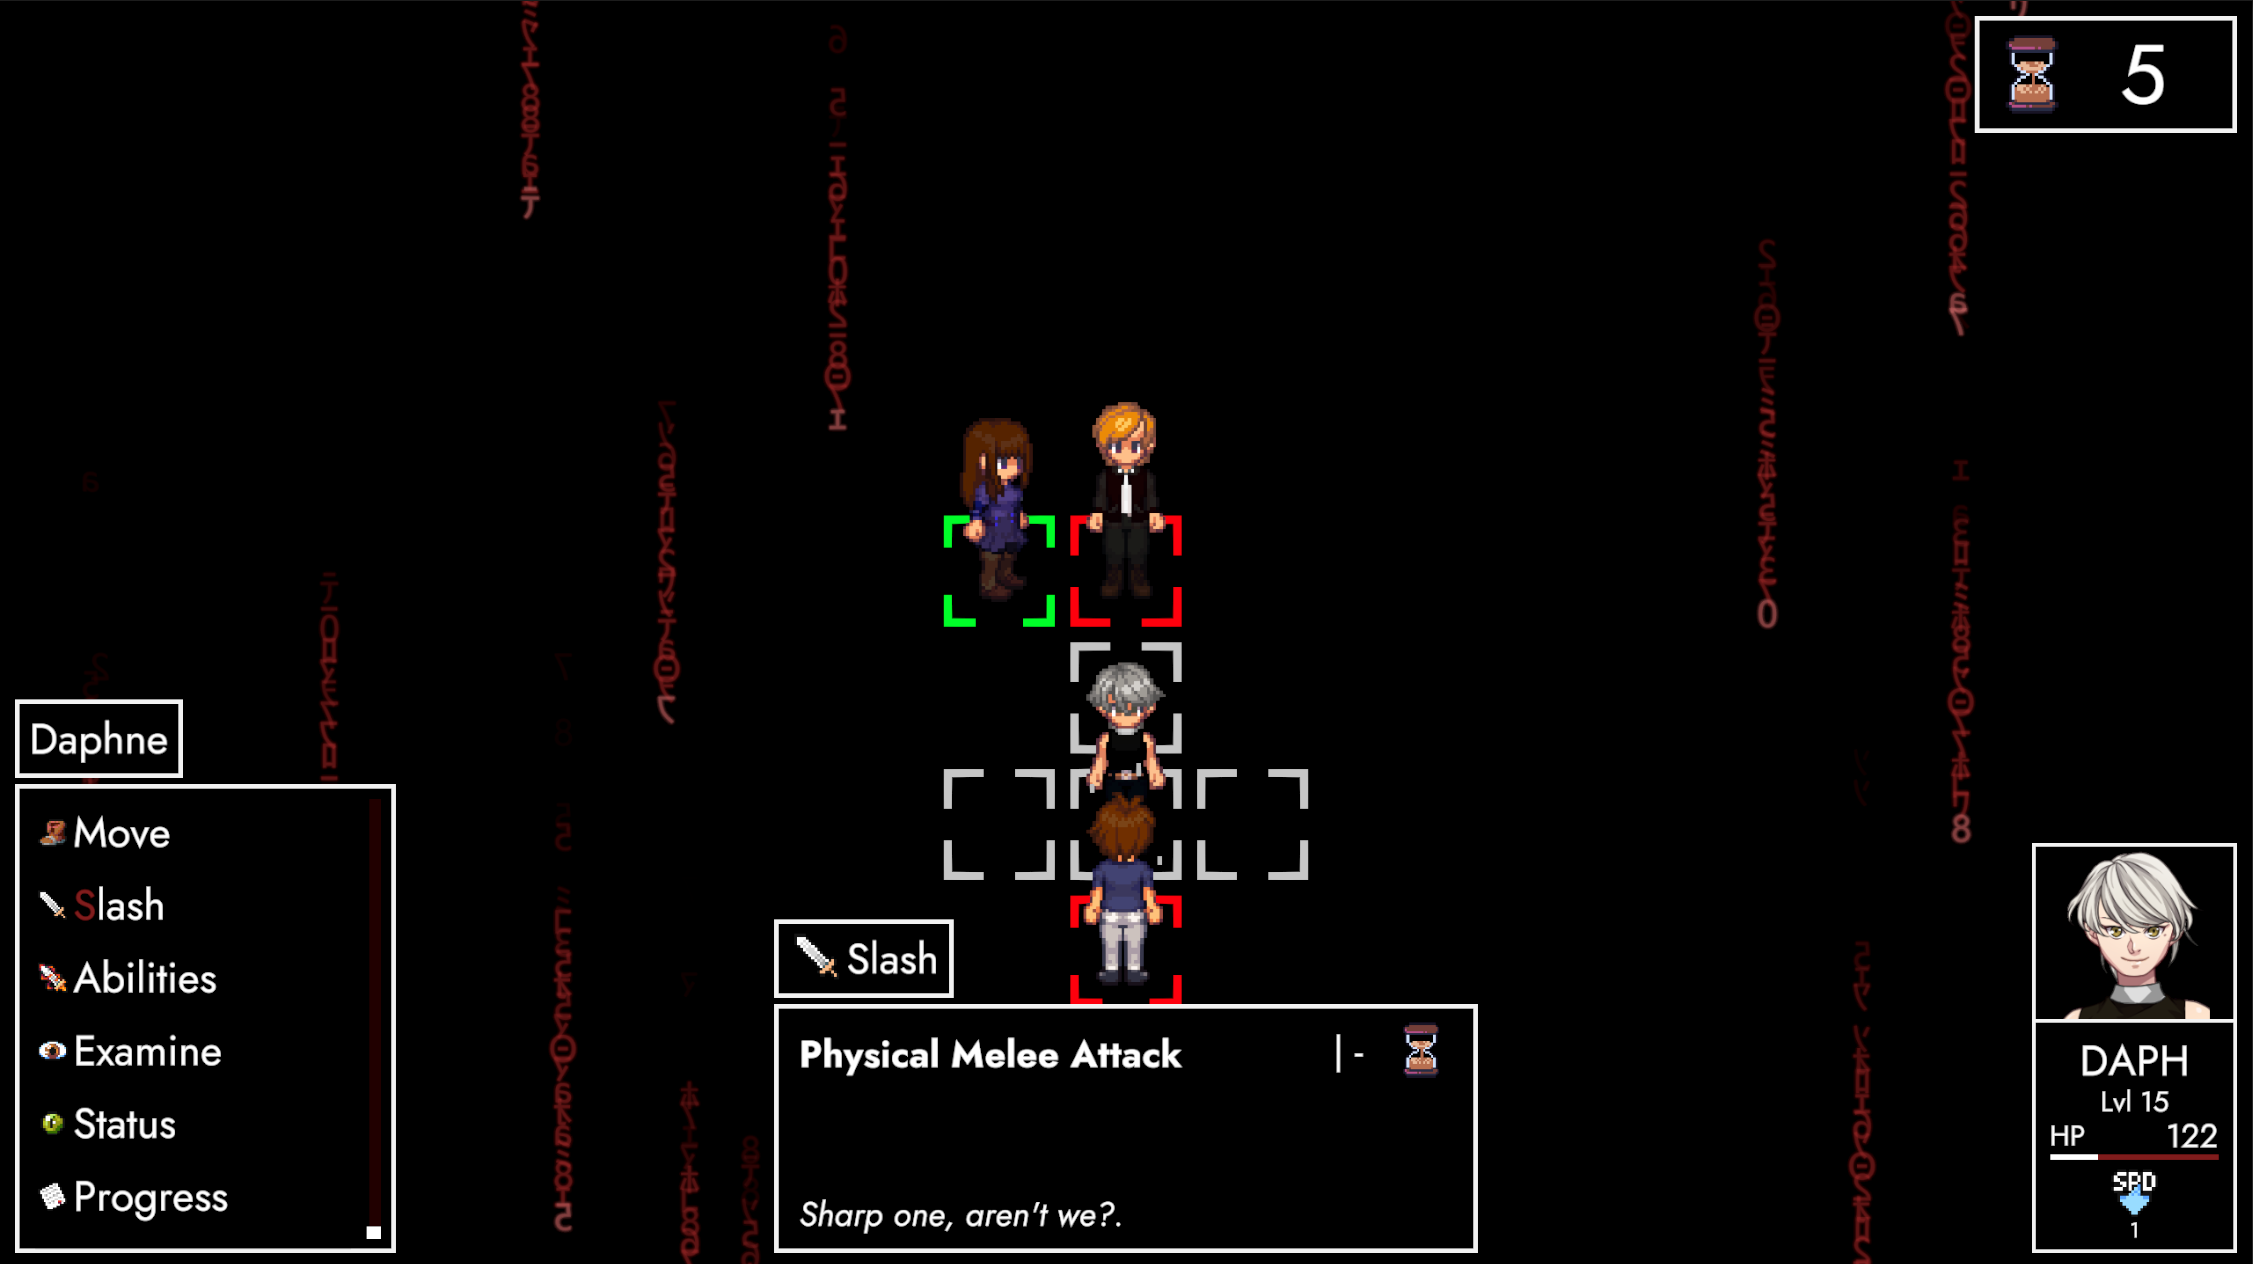 5
Daphne
Move
Slash
Abilities
Examine
Status
Progress
Slash
Physical Melee Attack | -
Sharp one, aren't we?.
DAPH
Lvl 15
HP 122
SPD
1